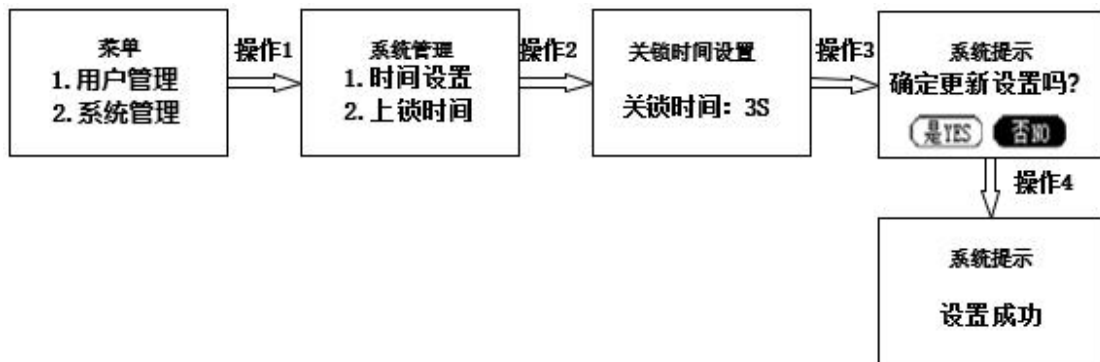 菜单
1.用户管理
2.系统管理
操作1
系统管理
1.时间设置
2.上锁时间
操作2
关锁时间设置
关锁时间：3S
操作3
系统提示
确定更新设置吗?
是YES 否NO
操作4
系统提示
设置成功